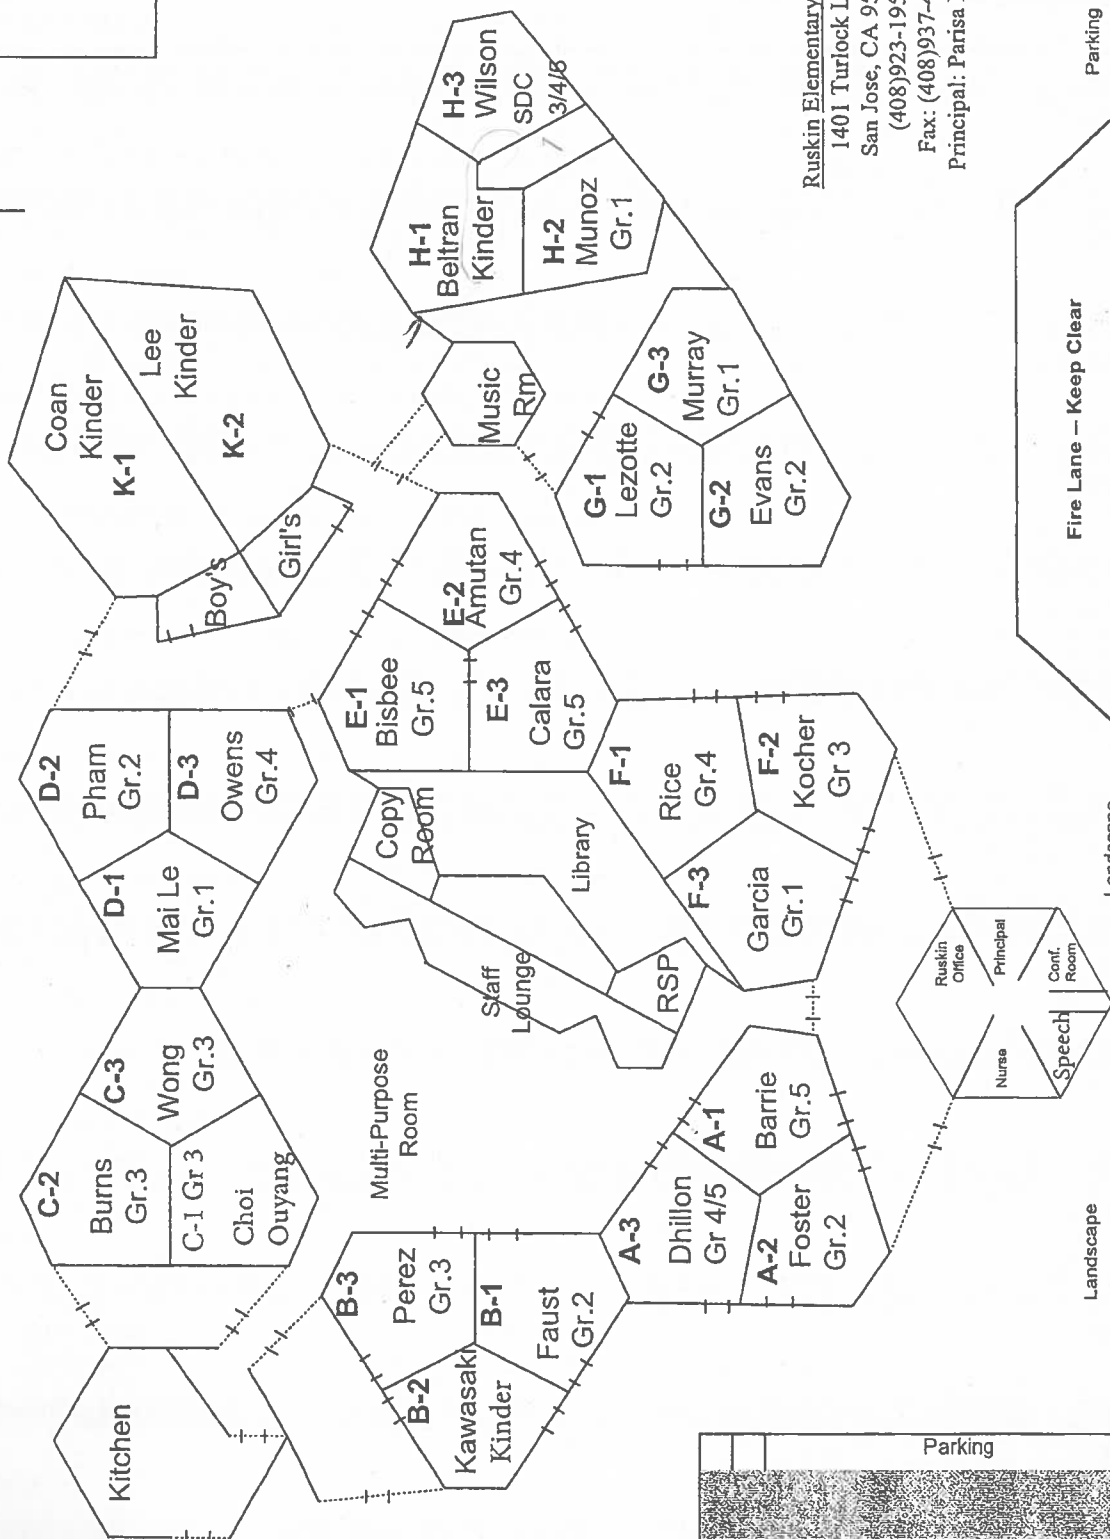 Kitchen
C-2
Burns
Gr.3
C-3
Wong
Gr.3
C-1 Gr 3
Choi
Ouyang
D-2
Pham
Gr.2
D-1
Mai Le
Gr.1
D-3
Owens
Gr.4
Coan
Kinder
K-1
Lee
Kinder
K-2
Boy's
Girl's
H-3
Wilson
SDC
3/4/5
H-1
Beltran
Kinder
H-2
Munoz
Gr.1
Music
Rm
G-1
Lezotte
Gr.2
G-3
Murray
Gr.1
G-2
Evans
Gr.2
E-1
Bisbee
Gr.5
E-2
Amutan
Gr.4
E-3
Calara
Gr.5
Copy
Room
Library
Staff
Lounge
RSP
Multi-Purpose
Room
B-3
Perez
Gr.3
B-2
Kawasaki
Kinder
B-1
Faust
Gr.2
A-3
Dhillon
Gr 4/5
A-1
Barrie
Gr.5
A-2
Foster
Gr.2
F-1
Rice
Gr.4
F-2
Kocher
Gr 3
F-3
Garcia
Gr.1
Ruskin
Office
Principal
Conf.
Room
Nurse
Speech
Ruskin Elementary
1401 Turlock L
San Jose, CA 95
(408)923-195
Fax: (408)937-4
Principal: Parisa
Parking
Fire Lane – Keep Clear
Landscape
Landscape
Parking